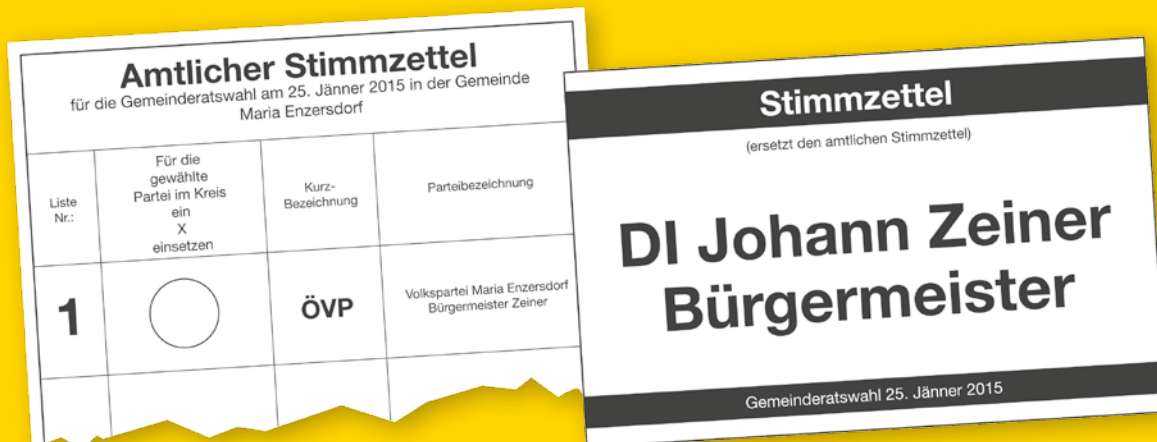 Amtlicher Stimmzettel
für die Gemeinderatswahl am 25. Jänner 2015 in der Gemeinde
Maria Enzersdorf
Liste
Nr.:
Für die
gewählte
Partei im Kreis
ein
X
einsetzen
Kurz-
Bezeichnung
Parteibezeichnung
1
ÖVP
Volkspartei Maria Enzersdorf
Bürgermeister Zeiner
Stimmzettel
(ersetzt den amtlichen Stimmzettel)
DI Johann Zeiner
Bürgermeister
Gemeinderatswahl 25. Jänner 2015